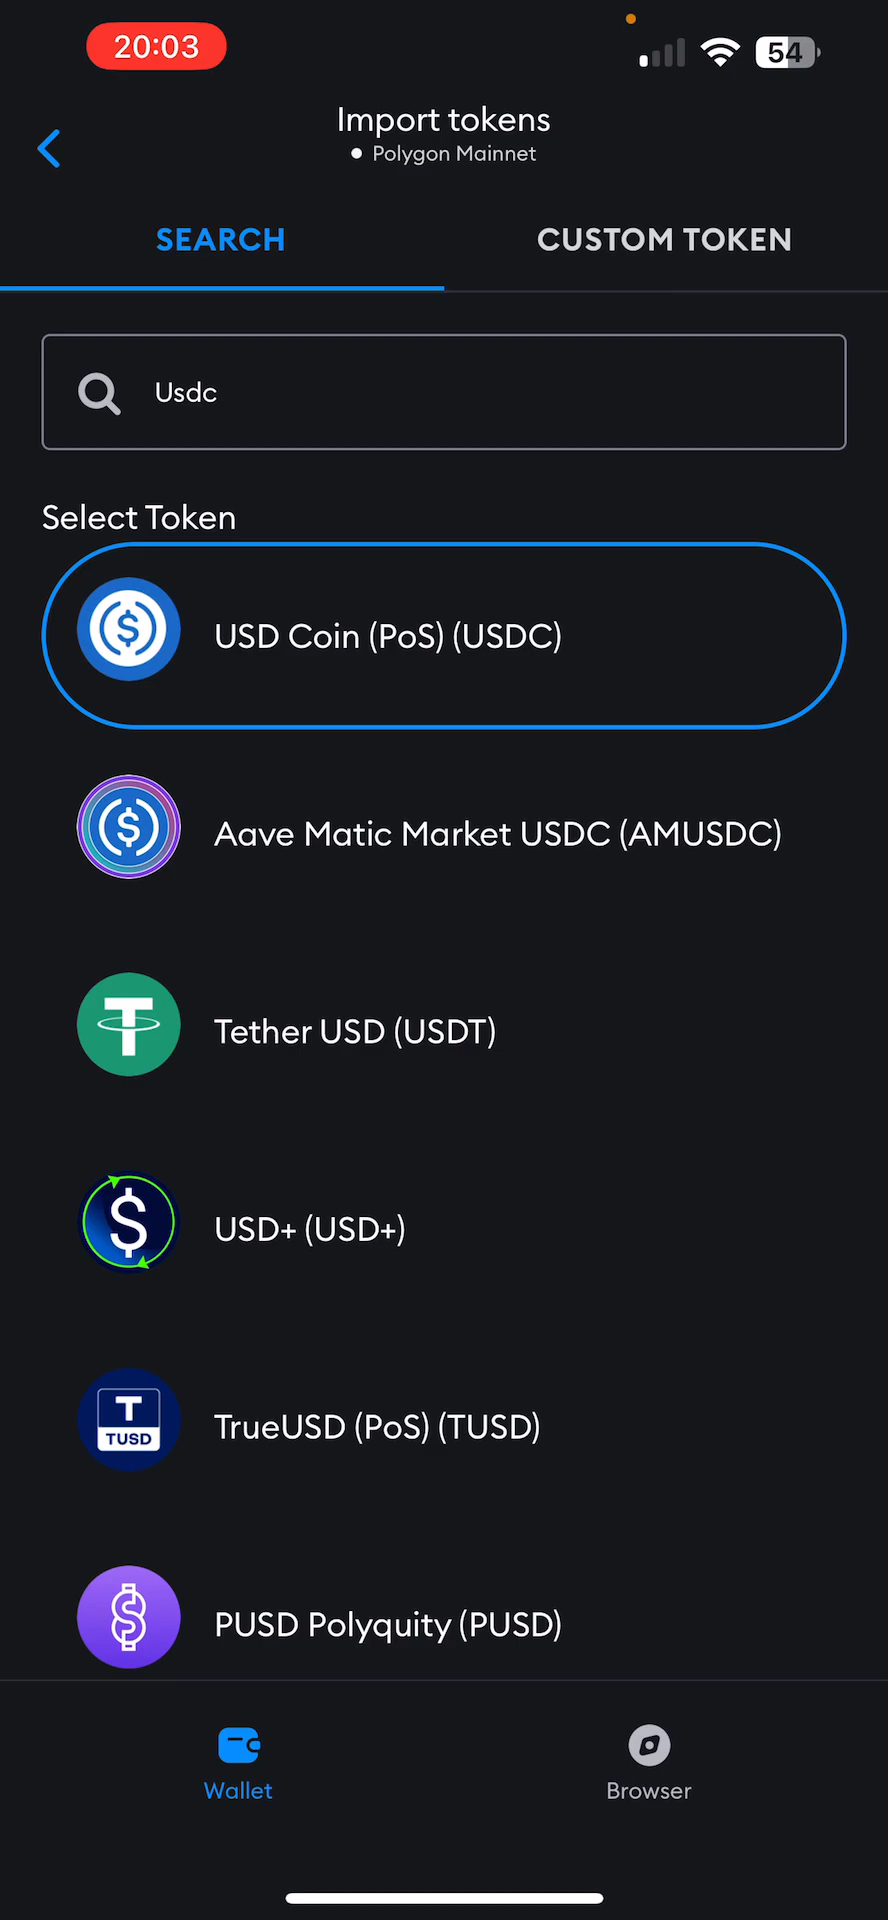 20:03
54
Import tokens
Polygon Mainnet
SEARCH
CUSTOM TOKEN
Usdc
Select Token
USD Coin (PoS) (USDC)
Aave Matic Market USDC (AMUSDC)
Tether USD (USDT)
USD+ (USD+)
T
TUSD
TrueUSD (PoS) (TUSD)
PUSD Polyquity (PUSD)
Wallet
Browser